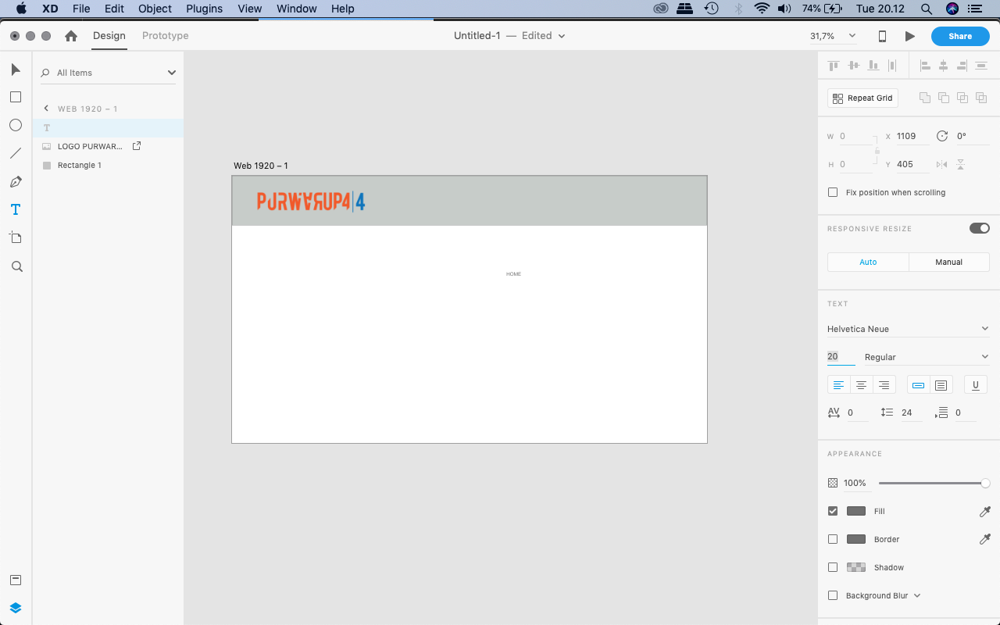 XD File Edit Object Plugins View Window Help 74% Tue 20.12
Design Prototype Untitled-1 — Edited 31,7% Share
All Items
WEB 1920 – 1
T
LOGO PURWAR...
Rectangle 1
Web 1920 – 1
PURWARUP4|4
HOME
Repeat Grid
W 0 X 1109 0°
H 0 Y 405
Fix position when scrolling
RESPONSIVE RESIZE
Auto Manual
TEXT
Helvetica Neue
20 Regular
U
AV 0 24 0
APPEARANCE
100%
Fill
Border
Shadow
Background Blur